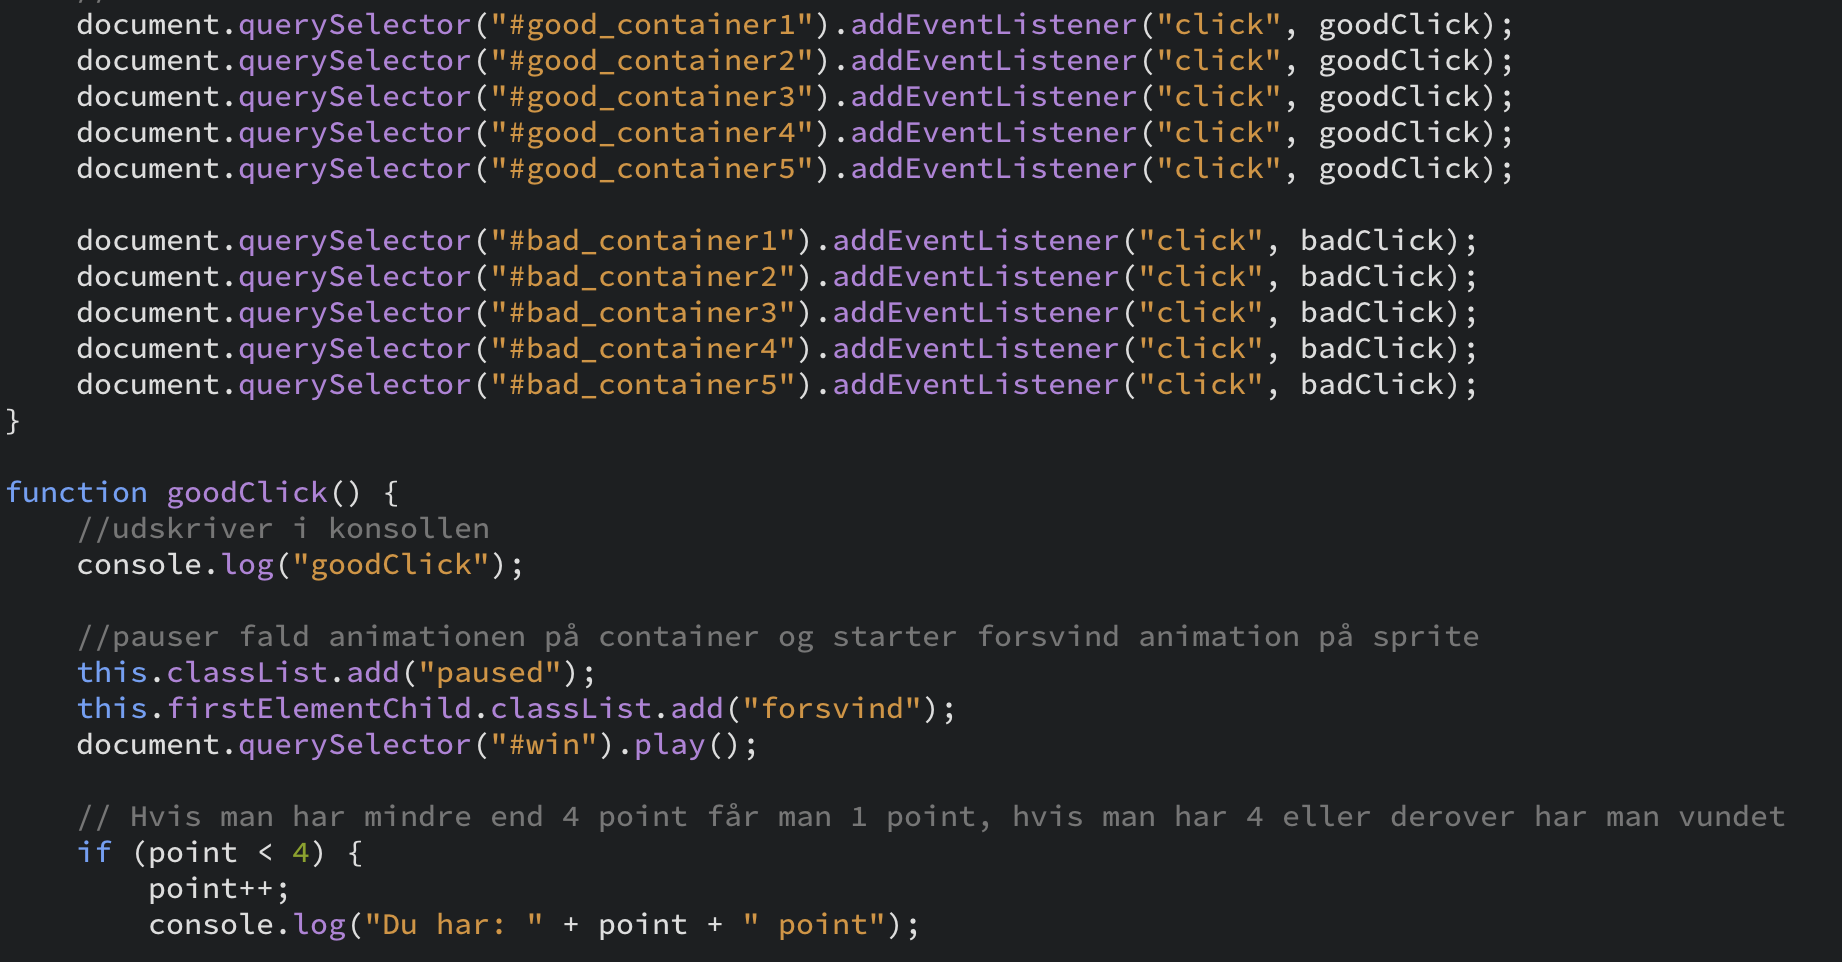 document.querySelector("#good_container1").addEventListener("click", goodClick);
document.querySelector("#good_container2").addEventListener("click", goodClick);
document.querySelector("#good_container3").addEventListener("click", goodClick);
document.querySelector("#good_container4").addEventListener("click", goodClick);
document.querySelector("#good_container5").addEventListener("click", goodClick);
document.querySelector("#bad_container1").addEventListener("click", badClick);
document.querySelector("#bad_container2").addEventListener("click", badClick);
document.querySelector("#bad_container3").addEventListener("click", badClick);
document.querySelector("#bad_container4").addEventListener("click", badClick);
document.querySelector("#bad_container5").addEventListener("click", badClick);
}
function goodClick() {
//udskriver i konsollen
console.log("goodClick");
//pauser fald animationen på container og starter forsvind animation på sprite
this.classList.add("paused");
this.firstElementChild.classList.add("forsvind");
document.querySelector("#win").play();
// Hvis man har mindre end 4 point får man 1 point, hvis man har 4 eller derover har man vundet
if (point < 4) {
point++;
console.log("Du har: " + point + " point");